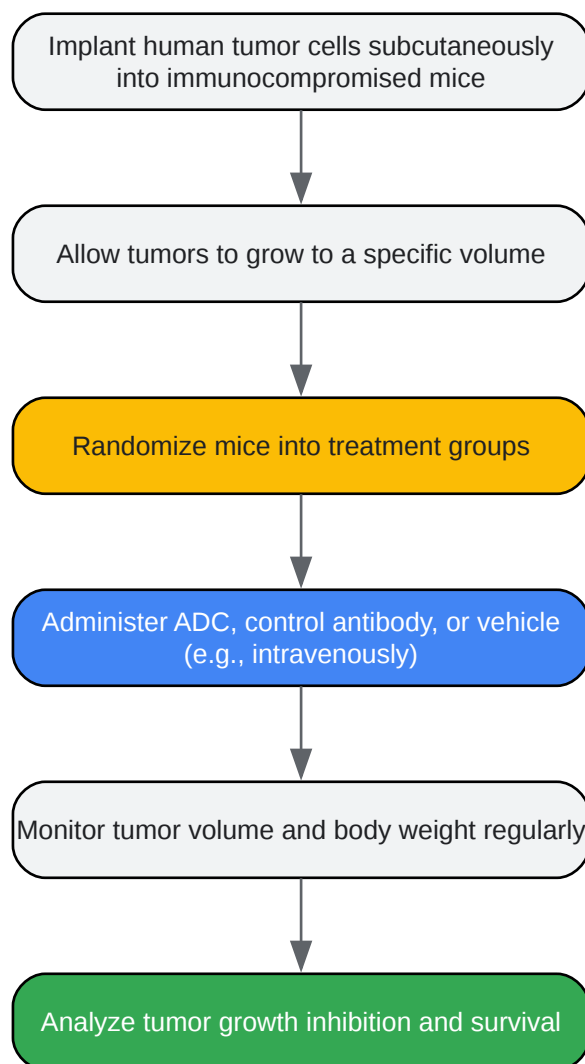 Implant human tumor cells subcutaneously
into immunocompromised mice
Allow tumors to grow to a specific volume
Randomize mice into treatment groups
Administer ADC, control antibody, or vehicle
(e.g., intravenously)
Monitor tumor volume and body weight regularly
Analyze tumor growth inhibition and survival